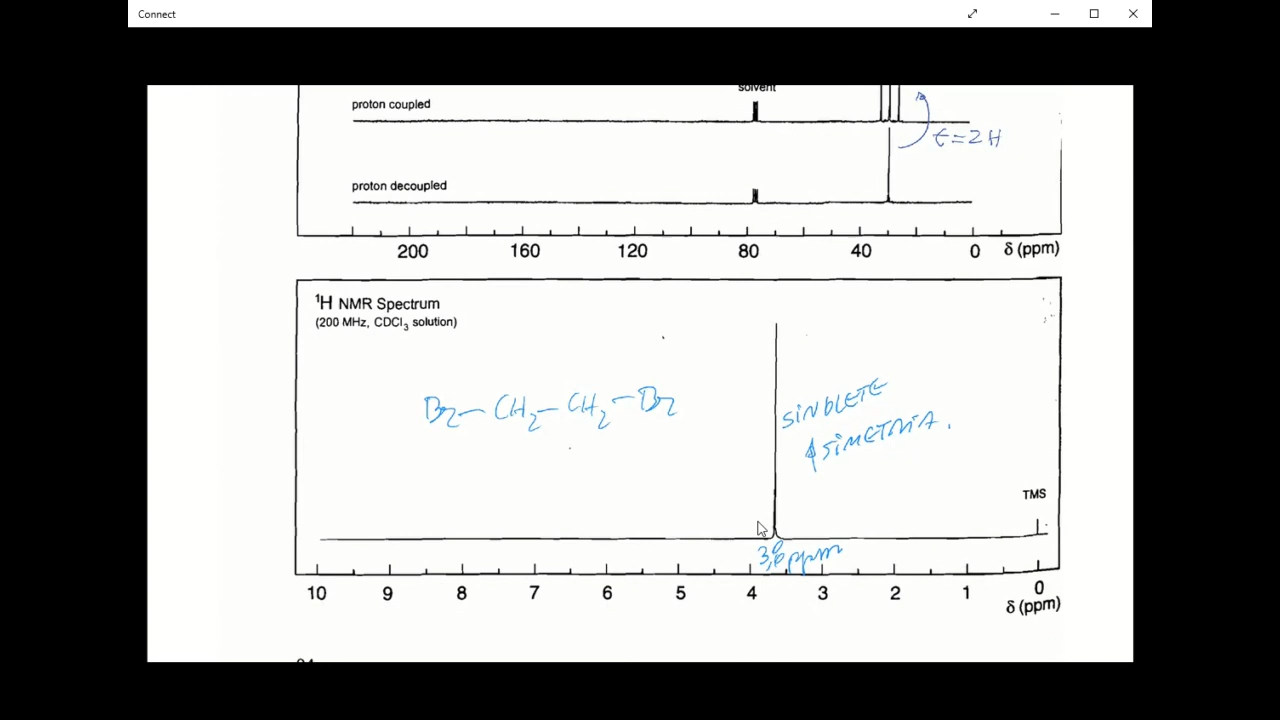 Connect
solvent
proton coupled
t=2H
proton decoupled
200 160 120 80 40 0 δ (ppm)
¹H NMR Spectrum
(200 MHz, CDCl₃ solution)
Br-CH₂-CH₂-Br
SINGLETE
SIMETRIA.
TMS
3,6 ppm
10 9 8 7 6 5 4 3 2 1 0
δ (ppm)